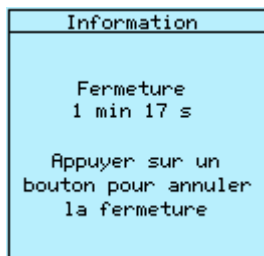 Information
Fermeture
1 min 17 s
Appuyer sur un
bouton pour annuler
la fermeture